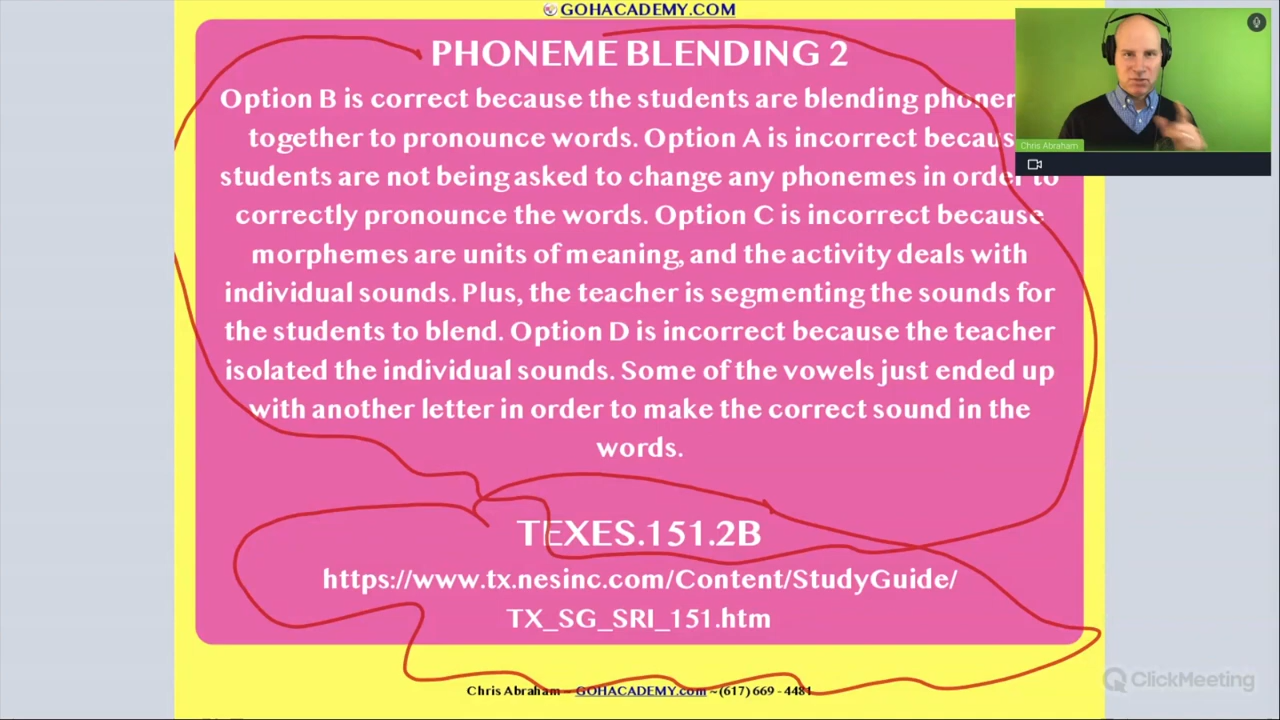 GOHACADEMY.COM
PHONEME BLENDING 2
Option B is correct because the students are blending
together to pronounce words. Option A is incorrect
students are not being asked to change any phonemes in order to
correctly pronounce the words. Option C is incorrect because
morphemes are units of meaning, and the activity deals with
individual sounds. Plus, the teacher is segmenting the sounds for
the students to blend. Option D is incorrect because the teacher
isolated the individual sounds. Some of the vowels just ended up
with another letter in order to make the correct sound in the
words.
TEXES.151.2B
https://www.tx.nesinc.com/Content/StudyGuide/
TX_SG_SRI_151.htm
Chris Abraham ~ GOHACADEMY.com ~(617) 669 - 4481
Chris Abraham
ClickMeeting